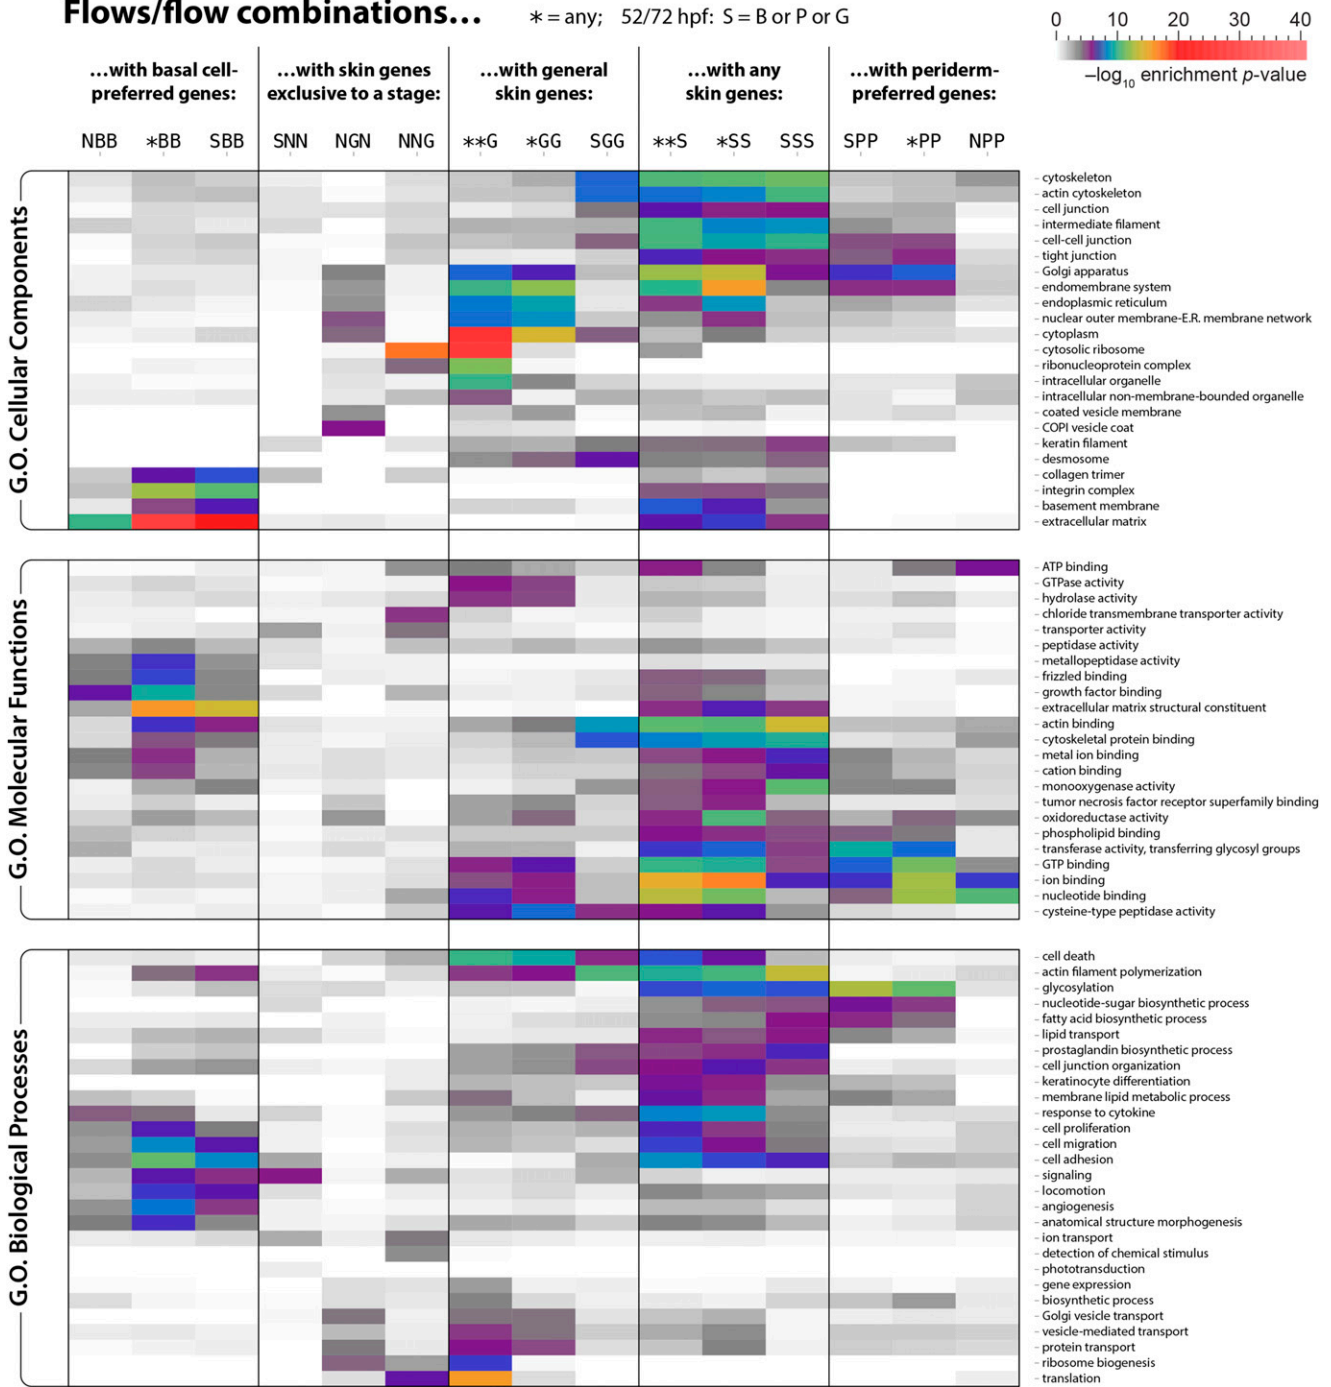 Flows/flow combinations...
* = any; 52/72 hpf: S = B or P or G
0 10 20 30 40
–log10 enrichment p-value
...with basal cell-preferred genes:
...with skin genes exclusive to a stage:
...with general skin genes:
...with any skin genes:
...with periderm-preferred genes:
NBB *BB SBB SNN NGN NNG **G *GG SGG **S *SS SSS SPP *PP NPP
G.O. Cellular Components
cytoskeleton
actin cytoskeleton
cell junction
intermediate filament
cell-cell junction
tight junction
Golgi apparatus
endomembrane system
endoplasmic reticulum
nuclear outer membrane-E.R. membrane network
cytoplasm
cytosolic ribosome
ribonucleoprotein complex
intracellular organelle
intracellular non-membrane-bounded organelle
coated vesicle membrane
COPI vesicle coat
keratin filament
desmosome
collagen trimer
integrin complex
basement membrane
extracellular matrix
G.O. Molecular Functions
ATP binding
GTPase activity
hydrolase activity
chloride transmembrane transporter activity
transporter activity
peptidase activity
metallopeptidase activity
frizzled binding
growth factor binding
extracellular matrix structural constituent
actin binding
cytoskeletal protein binding
metal ion binding
cation binding
monooxygenase activity
tumor necrosis factor receptor superfamily binding
oxidoreductase activity
phospholipid binding
transferase activity, transferring glycosyl groups
GTP binding
ion binding
nucleotide binding
cysteine-type peptidase activity
G.O. Biological Processes
cell death
actin filament polymerization
glycosylation
nucleotide-sugar biosynthetic process
fatty acid biosynthetic process
lipid transport
prostaglandin biosynthetic process
cell junction organization
keratinocyte differentiation
membrane lipid metabolic process
response to cytokine
cell proliferation
cell migration
cell adhesion
signaling
locomotion
angiogenesis
anatomical structure morphogenesis
ion transport
detection of chemical stimulus
phototransduction
gene expression
biosynthetic process
Golgi vesicle transport
vesicle-mediated transport
protein transport
ribosome biogenesis
translation